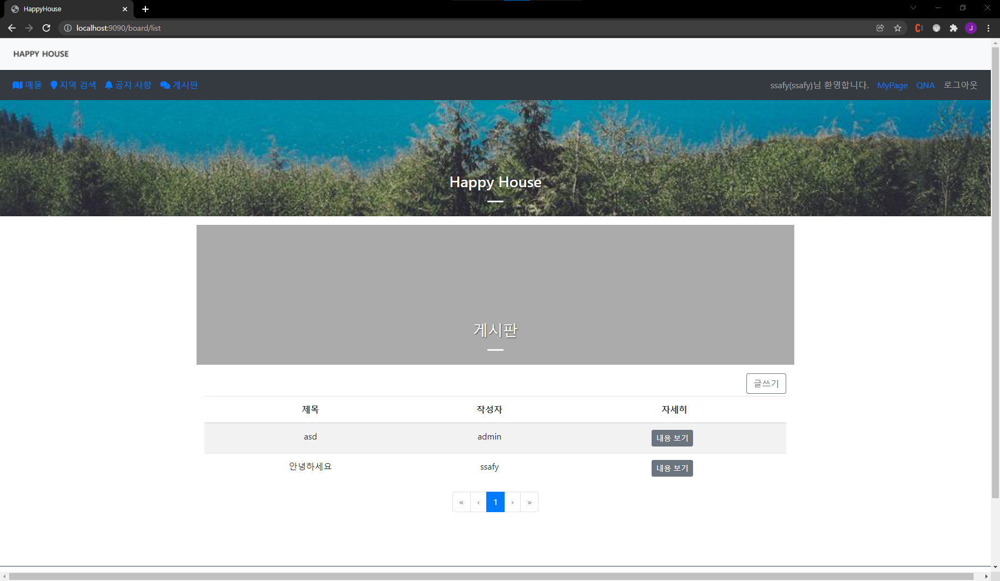 HappyHouse
localhost:9090/board/list
J
HAPPY HOUSE
매물 지역 검색 공지 사항 게시판 ssafy(ssafy)님 환영합니다. MyPage QNA 로그아웃
Happy House
게시판
글쓰기
제목 작성자 자세히
asd admin 내용 보기
안녕하세요 ssafy 내용 보기
« ‹ 1 › »